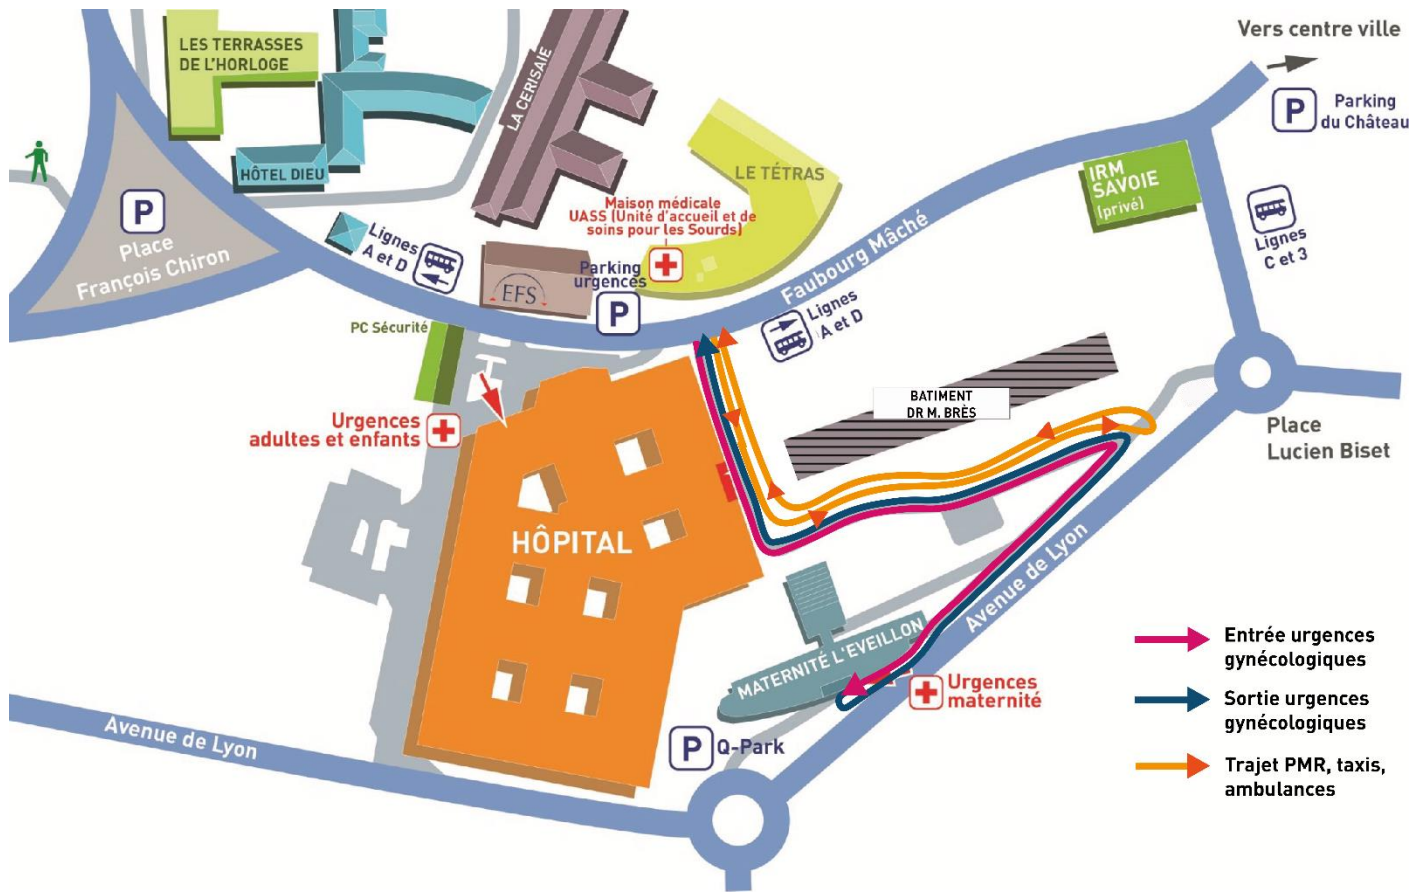 Vers centre ville
LES TERRASSES
DE L'HORLOGE
LA CERISAIE
P
Parking
du Château
HÔTEL DIEU
LE TÉTRAS
IRM
SAVOIE
(privé)
P
Place
François Chiron
Maison médicale
UASS (Unité d'accueil et de
soins pour les Sourds)
Lignes
A et D
Lignes
C et 3
Faubourg Mâché
EFS
Parking
urgences
P
PC Sécurité
Lignes
A et D
BATIMENT
DR M. BRÈS
Urgences
adultes et enfants
Place
Lucien Biset
HÔPITAL
Avenue de Lyon
MATERNITÉ L'EVEILLON
Urgences
maternité
Entrée urgences
gynécologiques
Sortie urgences
gynécologiques
Trajet PMR, taxis,
ambulances
Avenue de Lyon
P
Q-Park